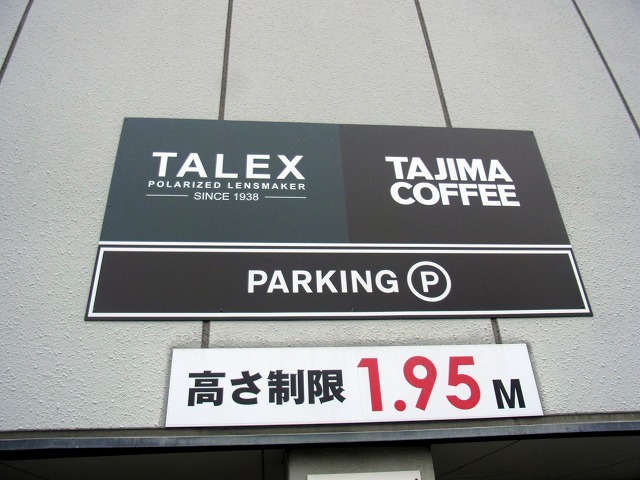 TALEX
POLARIZED LENSMAKER
SINCE 1938
TAJIMA
COFFEE
PARKING P
高さ制限 1.95 M